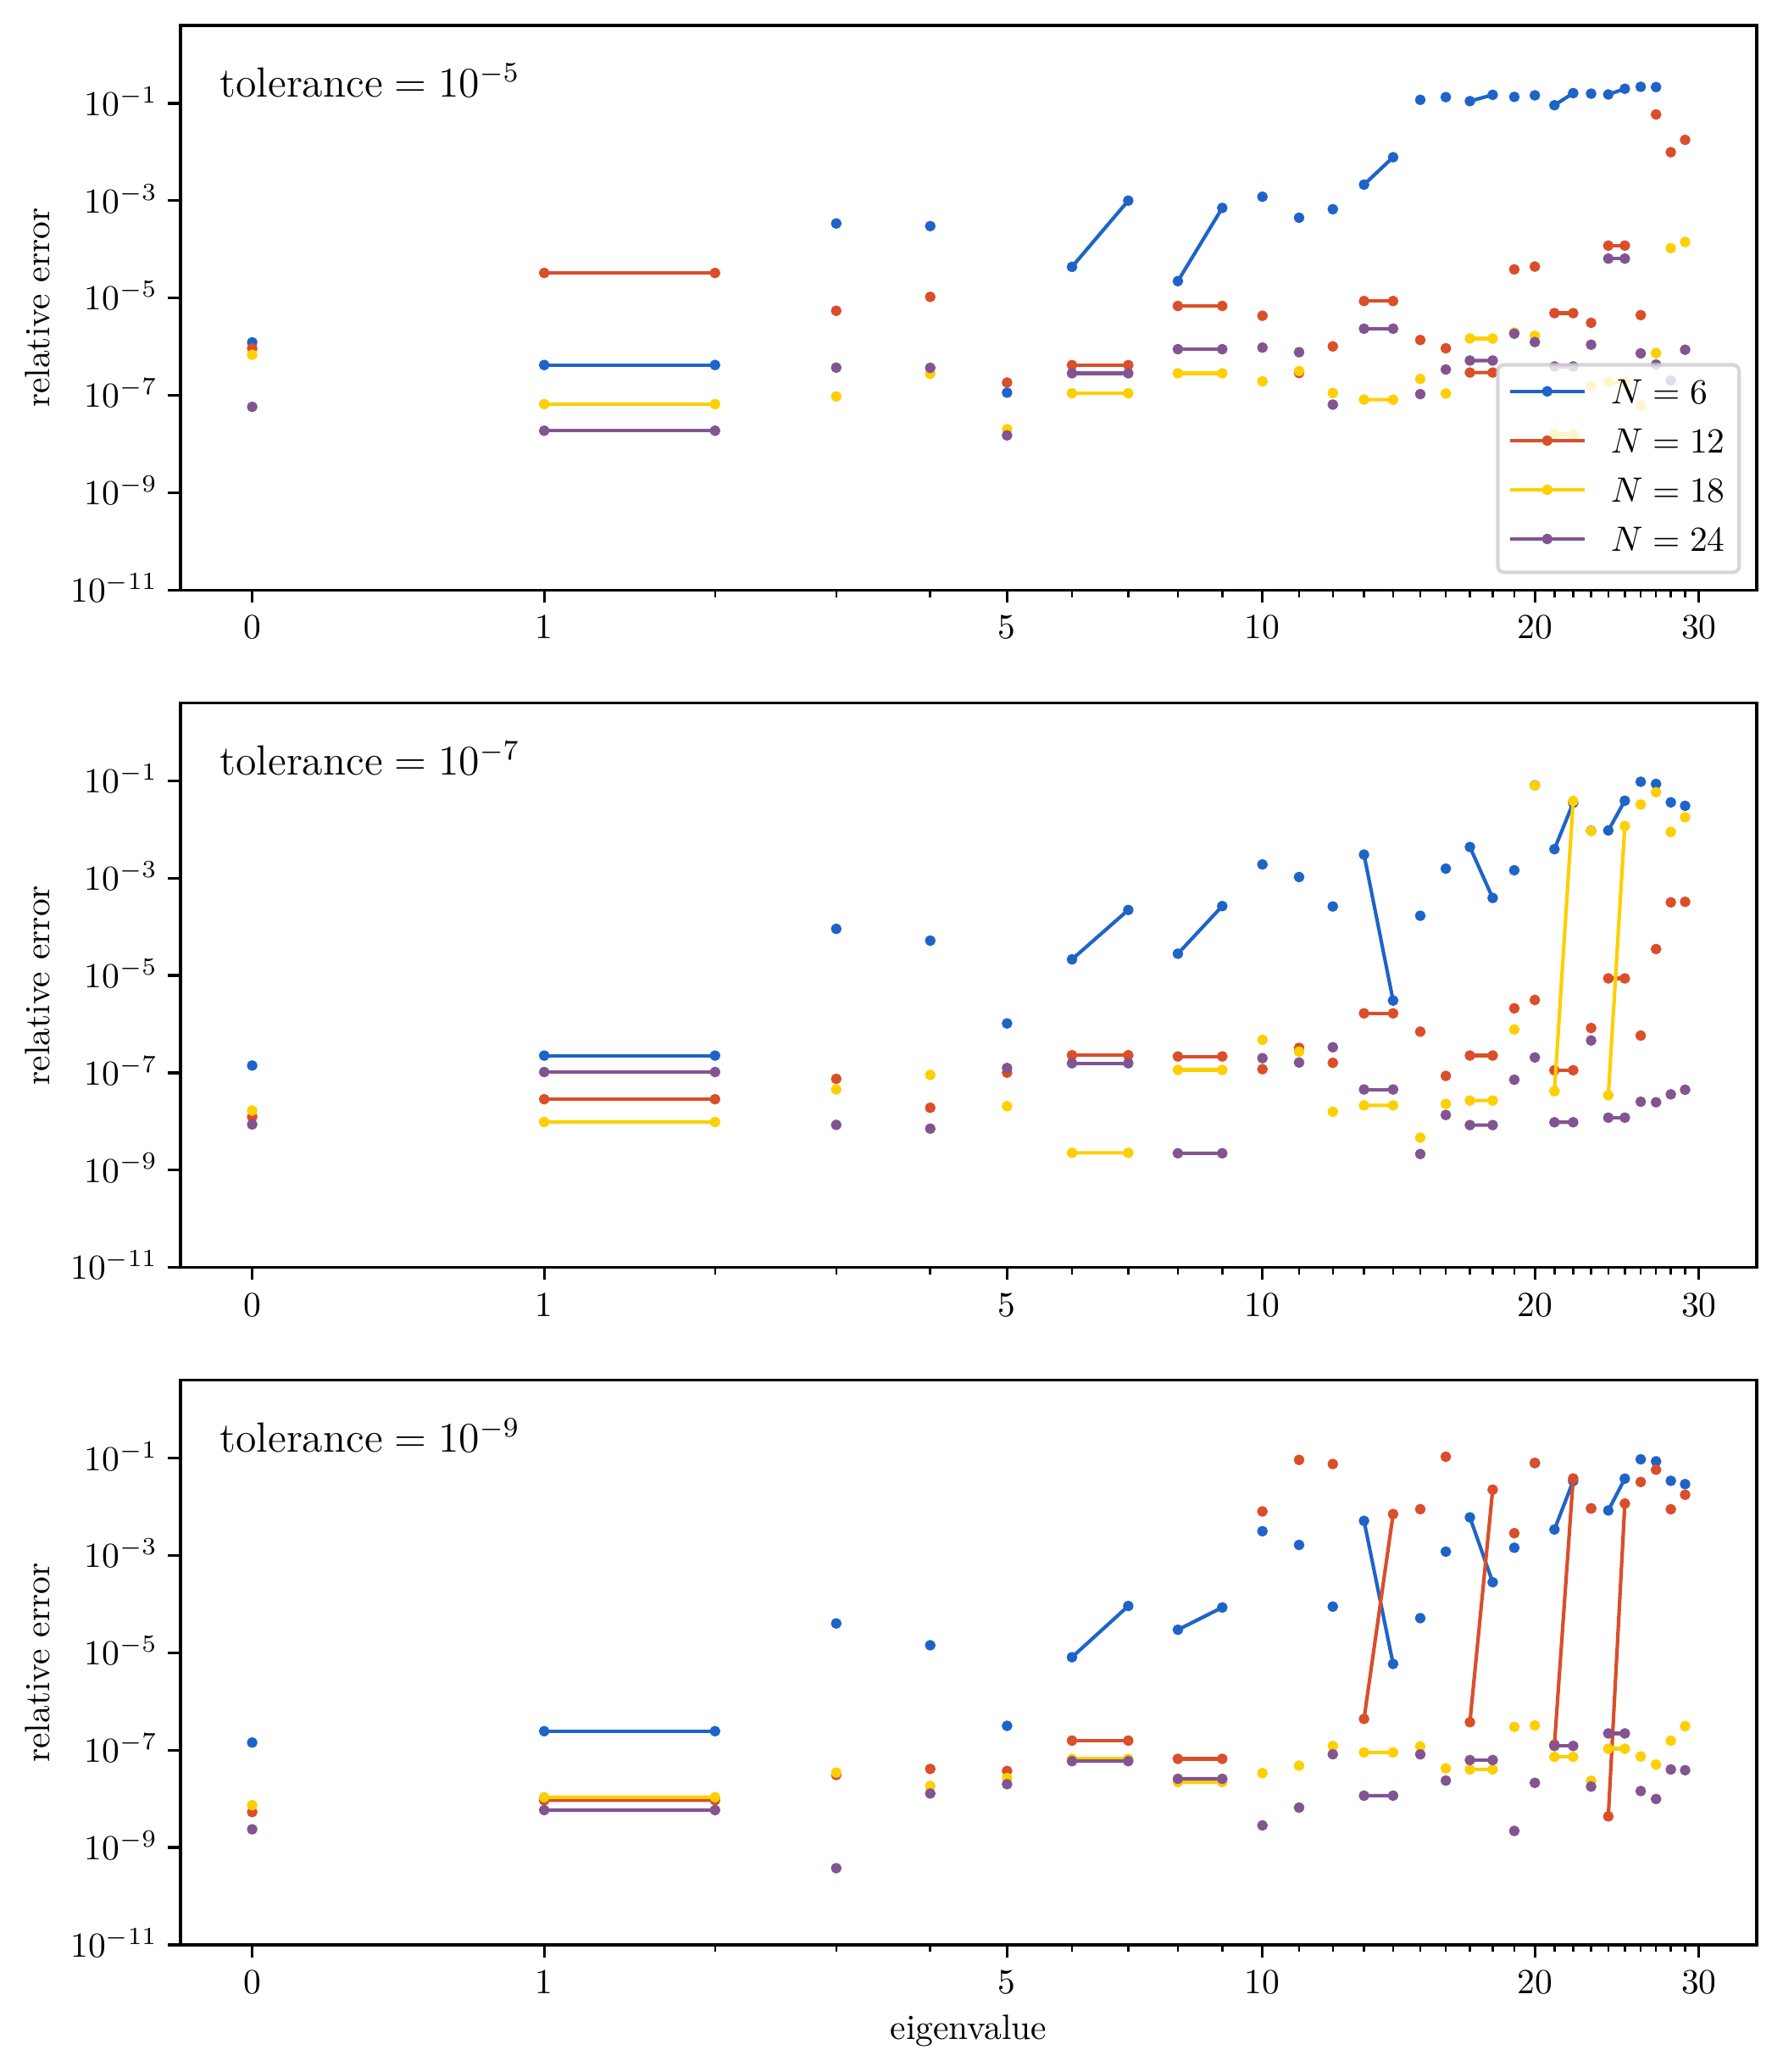 tolerance = 10⁻⁵
relative error
10⁻¹
10⁻³
10⁻⁵
10⁻⁷
10⁻⁹
10⁻¹¹
0 1 5 10 20 30
N = 6
N = 12
N = 18
N = 24
tolerance = 10⁻⁷
relative error
10⁻¹
10⁻³
10⁻⁵
10⁻⁷
10⁻⁹
10⁻¹¹
0 1 5 10 20 30
tolerance = 10⁻⁹
relative error
10⁻¹
10⁻³
10⁻⁵
10⁻⁷
10⁻⁹
10⁻¹¹
0 1 5 10 20 30
eigenvalue